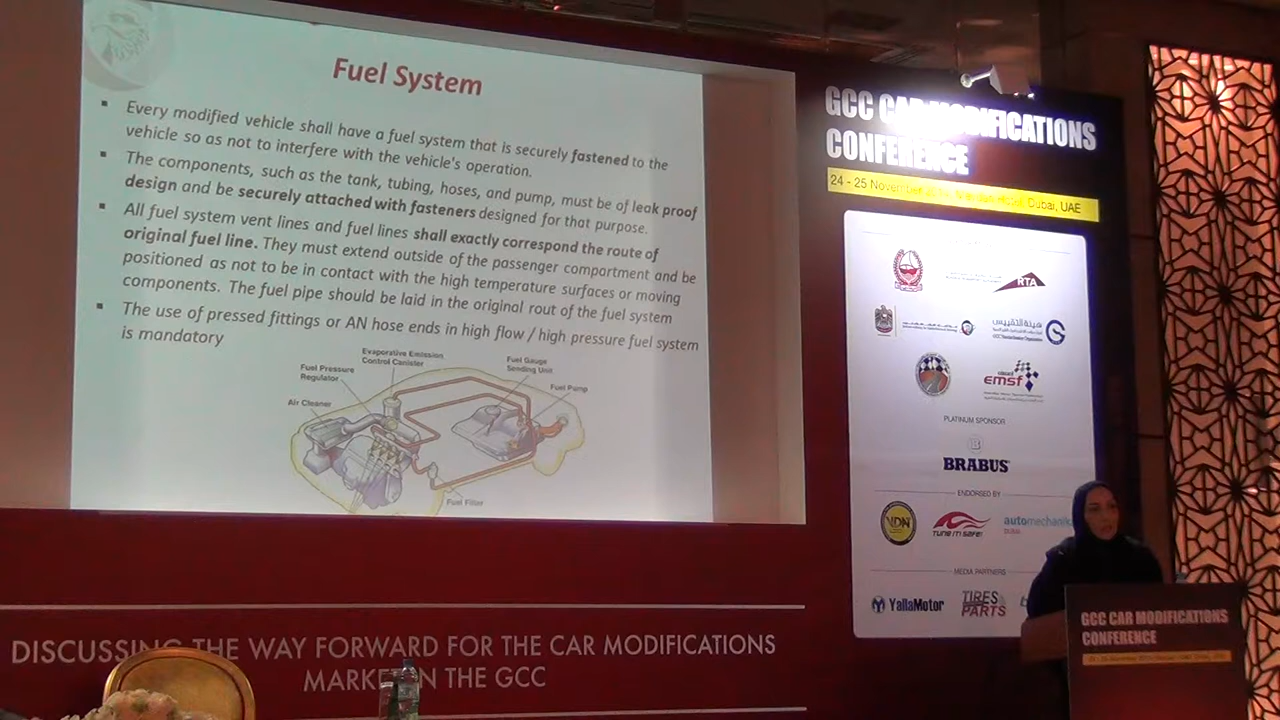 Fuel System
▪ Every modified vehicle shall have a fuel system that is securely fastened to the
vehicle so as not to interfere with the vehicle's operation.
▪ The components, such as the tank, tubing, hoses, and pump, must be of leak proof
design and be securely attached with fasteners designed for that purpose.
▪ All fuel system vent lines and fuel lines shall exactly correspond the route of
original fuel line. They must extend outside of the passenger compartment and be
positioned as not to be in contact with the high temperature surfaces or moving
components. The fuel pipe should be laid in the original rout of the fuel system
▪ The use of pressed fittings or AN hose ends in high flow / high pressure fuel system
is mandatory
Evaporative Emission
Control Canister
Fuel Gauge
Sending Unit
Fuel Pressure
Regulator
Fuel Pump
Air Cleaner
Fuel Filler
GCC CAR MODIFICATIONS
CONFERENCE
24 - 25 November Hotel, Dubai, UAE
RTA
هيئة التقييس
GCC Standardization Organization
emsf
PLATINUM SPONSOR
B
BRABUS
ENDORSED BY
VDN
TUNE IT! SAFE!
automechanika
DUBAI
MEDIA PARTNERS
YallaMotor
TIRES
PARTS
GCC CAR MODIFICATIONS
CONFERENCE
DISCUSSING THE WAY FORWARD FOR THE CAR MODIFICATIONS
MARKET IN THE GCC